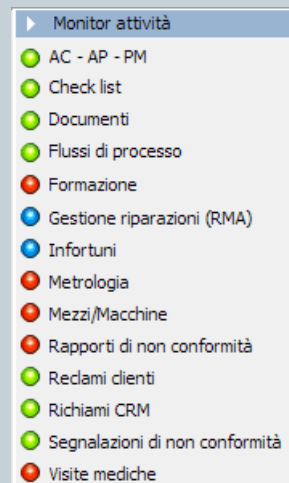 Monitor attività
AC - AP - PM
Check list
Documenti
Flussi di processo
Formazione
Gestione riparazioni (RMA)
Infortuni
Metrologia
Mezzi/Macchine
Rapporti di non conformità
Reclami clienti
Richiami CRM
Segnalazioni di non conformità
Visite mediche